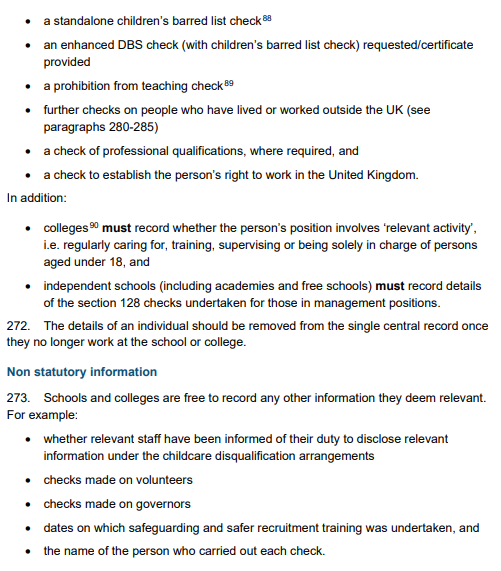 • a standalone children's barred list check88
• an enhanced DBS check (with children's barred list check) requested/certificate
provided
• a prohibition from teaching check89
• further checks on people who have lived or worked outside the UK (see
paragraphs 280-285)
• a check of professional qualifications, where required, and
• a check to establish the person's right to work in the United Kingdom.
In addition:
• colleges90 must record whether the person's position involves 'relevant activity',
i.e. regularly caring for, training, supervising or being solely in charge of persons
aged under 18, and
• independent schools (including academies and free schools) must record details
of the section 128 checks undertaken for those in management positions.
272. The details of an individual should be removed from the single central record once
they no longer work at the school or college.
Non statutory information
273. Schools and colleges are free to record any other information they deem relevant.
For example:
• whether relevant staff have been informed of their duty to disclose relevant
information under the childcare disqualification arrangements
• checks made on volunteers
• checks made on governors
• dates on which safeguarding and safer recruitment training was undertaken, and
• the name of the person who carried out each check.